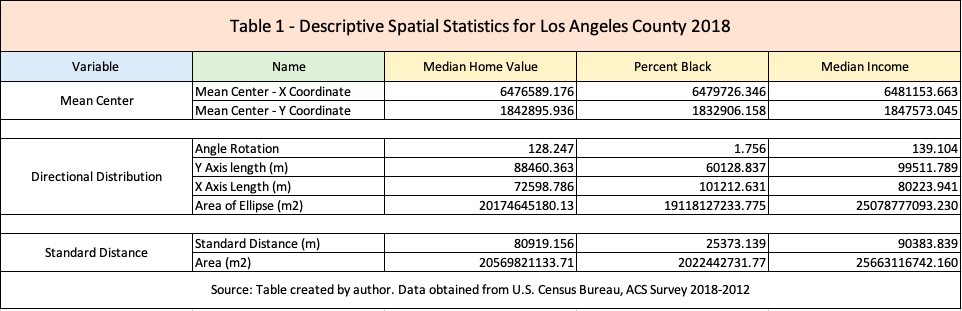 Table 1 - Descriptive Spatial Statistics for Los Angeles County 2018
Variable Name Median Home Value Percent Black Median Income
Mean Center
Mean Center - X Coordinate 6476589.176 6479726.346 6481153.663
Mean Center - Y Coordinate 1842895.936 1832906.158 1847573.045
Directional Distribution
Angle Rotation 128.247 1.756 139.104
Y Axis length (m) 88460.363 60128.837 99511.789
X Axis Length (m) 72598.786 101212.631 80223.941
Area of Ellipse (m2) 20174645180.13 19118127233.775 25078777093.230
Standard Distance
Standard Distance (m) 80919.156 25373.139 90383.839
Area (m2) 20569821133.71 2022442731.77 25663116742.160
Source: Table created by author. Data obtained from U.S. Census Bureau, ACS Survey 2018-2012